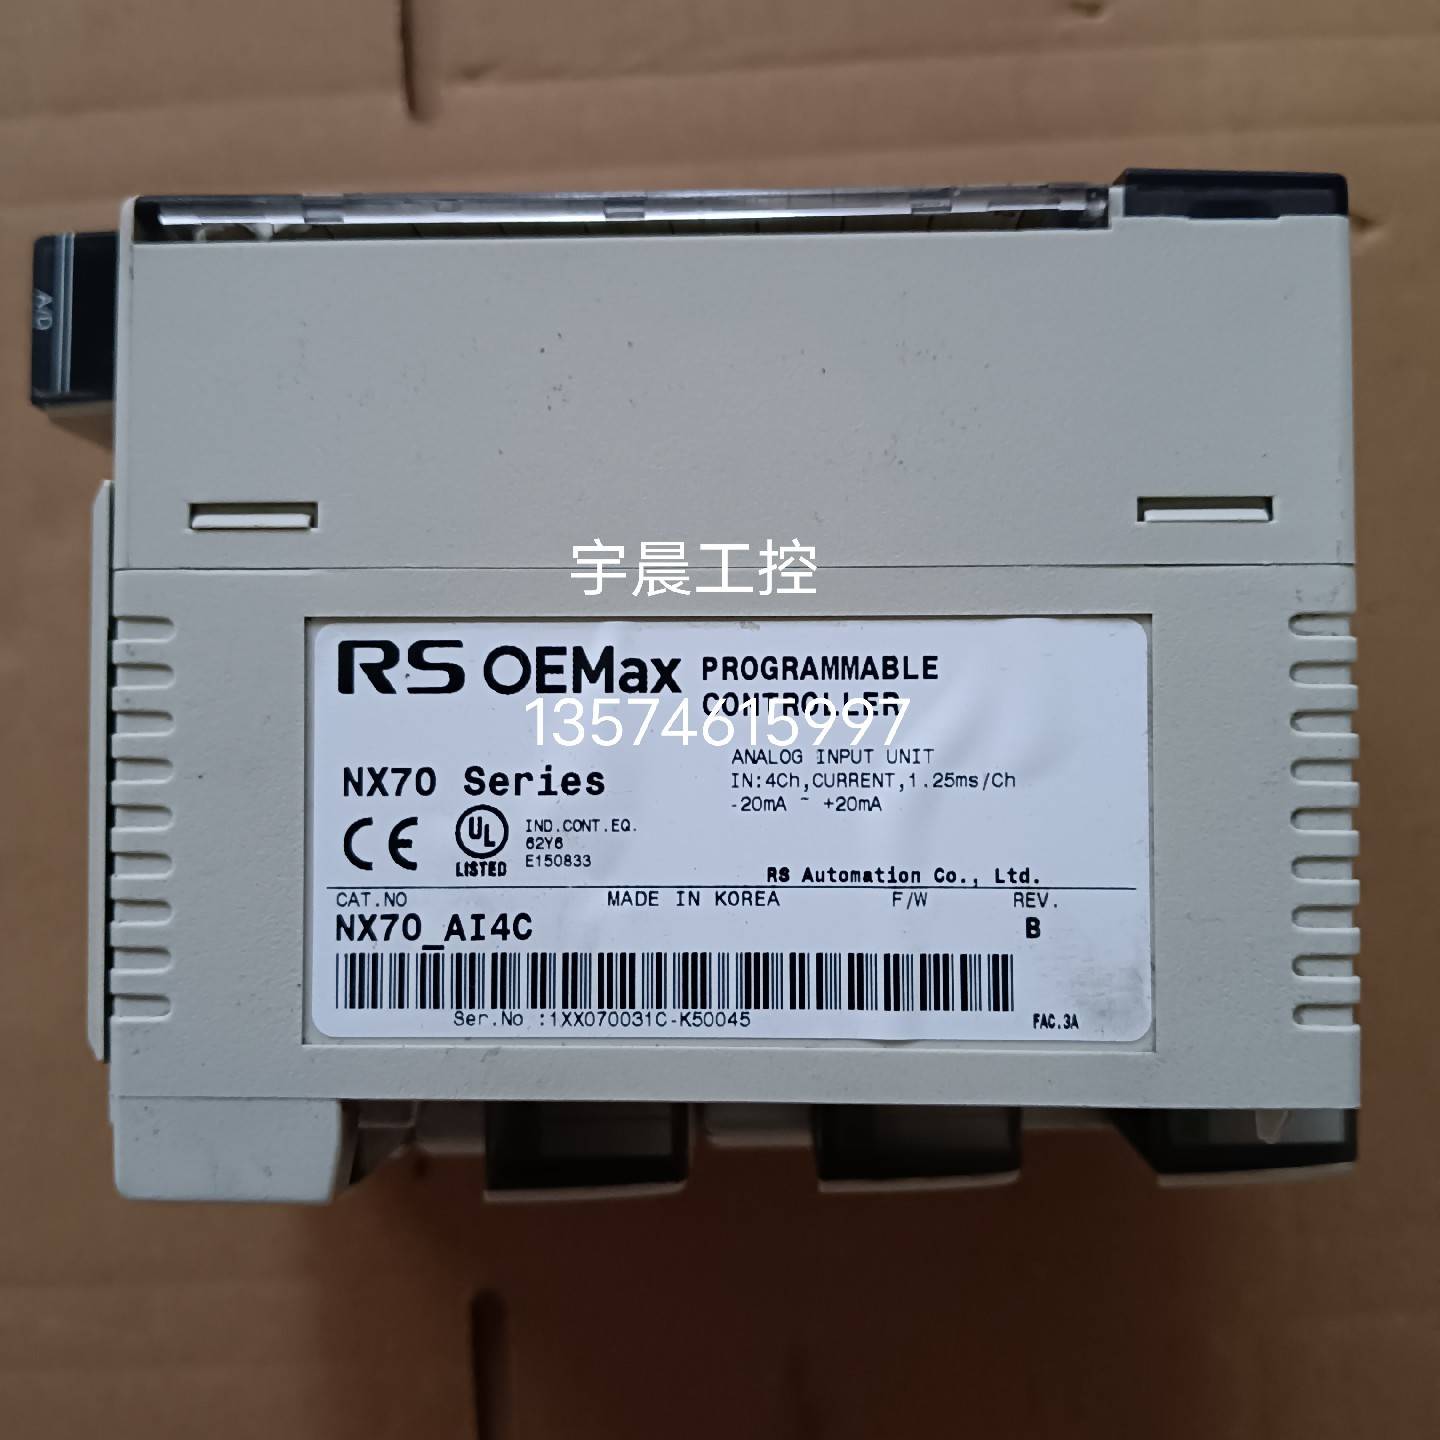 A/D
宇晨工控
RS OEMax PROGRAMMABLE
CONTROLLER
13574615997
ANALOG INPUT UNIT
NX70 Series
IN:4Ch,CURRENT,1.25ms/Ch
-20mA ~ +20mA
CE
UL
LISTED
IND.CONT.EQ.
62Y6
E150833
RS Automation Co., Ltd.
CAT.NO MADE IN KOREA F/W REV.
NX70_AI4C B
Ser.No :1XX070031C-K50045
FAC.3A